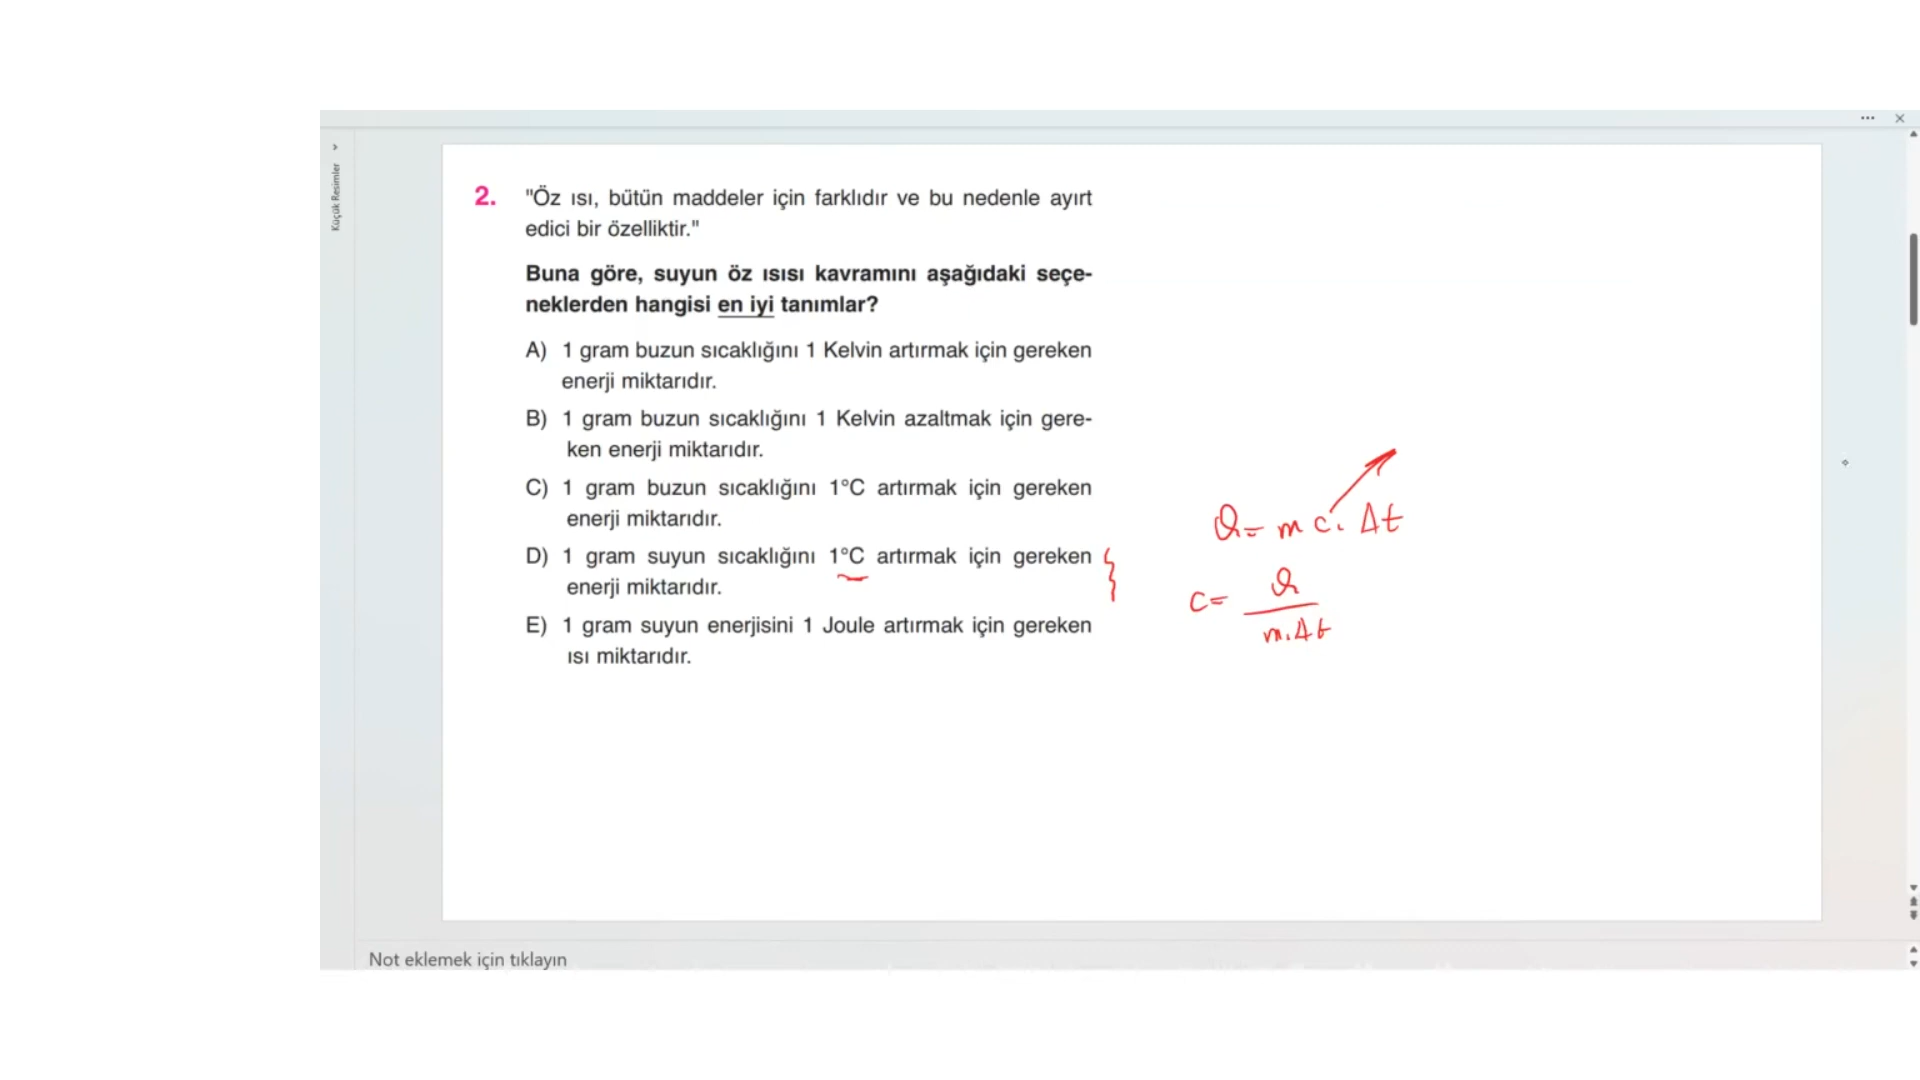 Küçük Resimler
2. "Öz ısı, bütün maddeler için farklıdır ve bu nedenle ayırt
edici bir özelliktir."
Buna göre, suyun öz ısısı kavramını aşağıdaki seçe-
neklerden hangisi en iyi tanımlar?
A) 1 gram buzun sıcaklığını 1 Kelvin artırmak için gereken
enerji miktarıdır.
B) 1 gram buzun sıcaklığını 1 Kelvin azaltmak için gere-
ken enerji miktarıdır.
C) 1 gram buzun sıcaklığını 1°C artırmak için gereken
enerji miktarıdır.
D) 1 gram suyun sıcaklığını 1°C artırmak için gereken
enerji miktarıdır.
E) 1 gram suyun enerjisini 1 Joule artırmak için gereken
ısı miktarıdır.
Q = m c. Δt
c = Q
m.Δt
Not eklemek için tıklayın